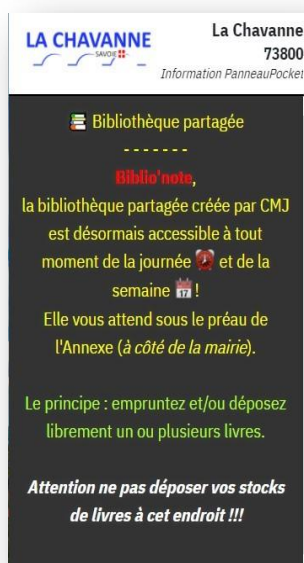 LA CHAVANNE
SAVOIE
La Chavanne
73800
Information PanneauPocket
📚 Bibliothèque partagée
- - - - - - -
Biblio'note,
la bibliothèque partagée créée par CMJ
est désormais accessible à tout
moment de la journée ⏰ et de la
semaine 📅!
Elle vous attend sous le préau de
l'Annexe (à côté de la mairie).
Le principe : empruntez et/ou déposez
librement un ou plusieurs livres.
Attention ne pas déposer vos stocks
de livres à cet endroit !!!